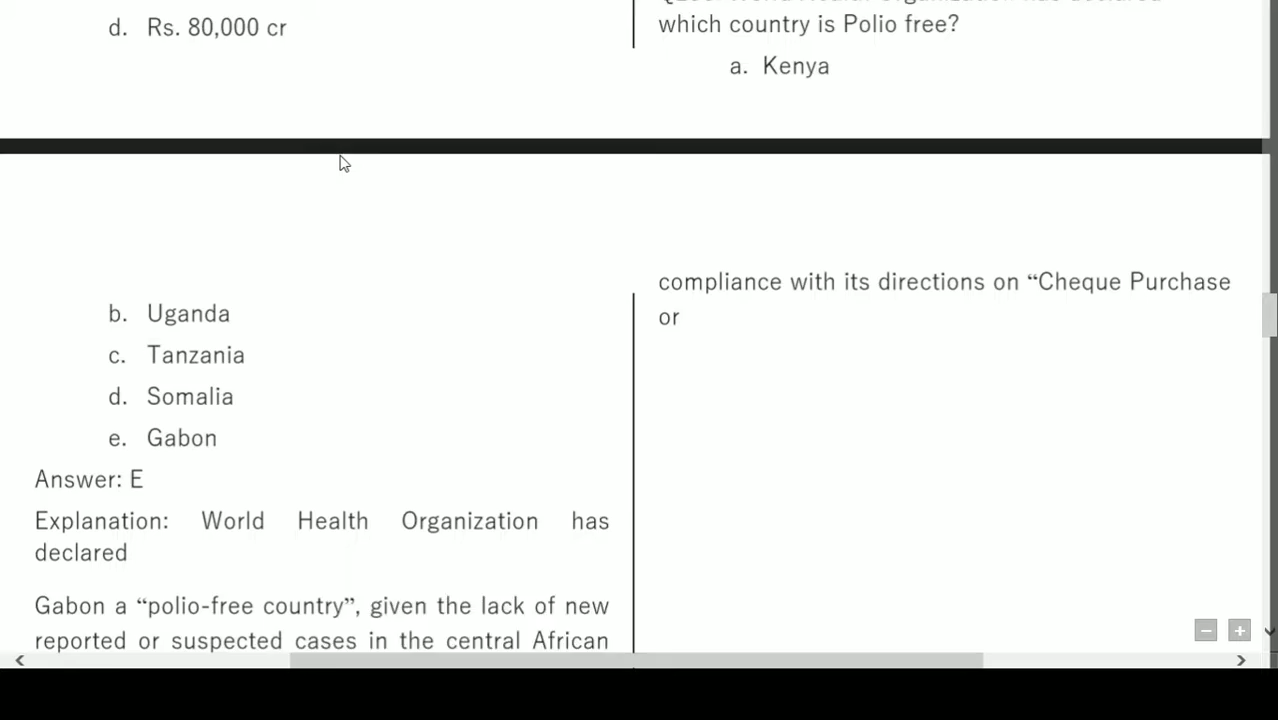 d. Rs. 80,000 cr
which country is Polio free?
a. Kenya
b. Uganda
c. Tanzania
d. Somalia
e. Gabon
Answer: E
Explanation: World Health Organization has
declared
Gabon a “polio-free country”, given the lack of new
reported or suspected cases in the central African
compliance with its directions on “Cheque Purchase
or